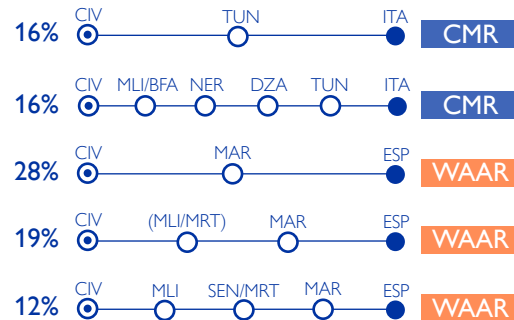 CIV TUN ITA
16% CMR
CIV MLI/BFA NER DZA TUN ITA
16% CMR
CIV MAR ESP
28% WAAR
CIV (MLI/MRT) MAR ESP
19% WAAR
CIV MLI SEN/MRT MAR ESP
12% WAAR